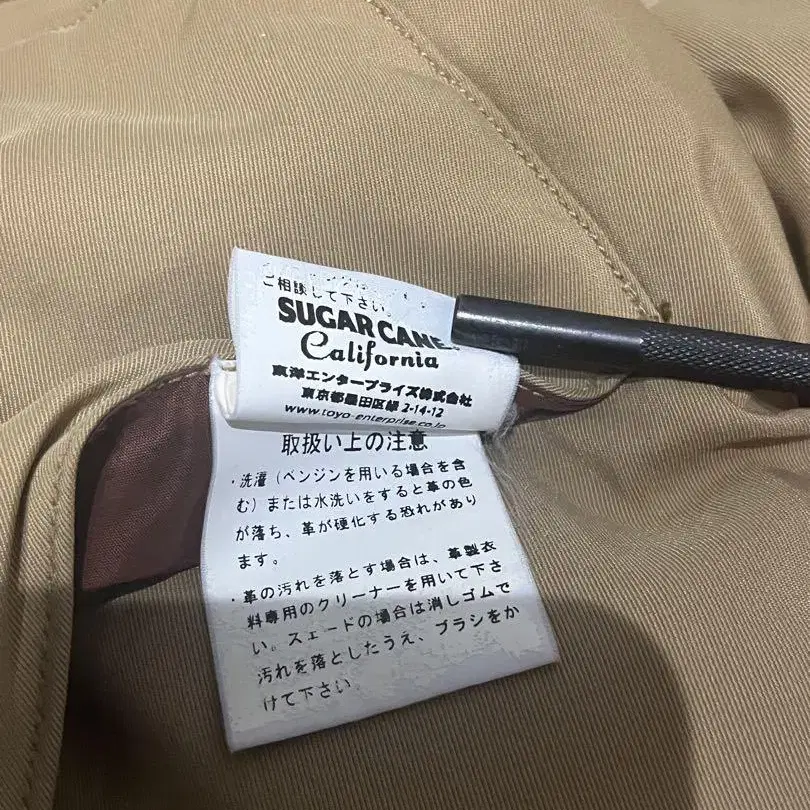 ご相談して下さい。
SUGAR CANE
California
東洋エンタープライズ株式会社
東京都墨田区緑 2-14-12
www.toyo-enterprise.co.jp
取扱い上の注意
・洗濯(ベンジンを用いる場合を含
む)または水洗いをすると革の色
が落ち、革が硬化する恐れがあり
ます。
・革の汚れを落とす場合は、革製衣
料専用のクリーナーを用いて下さ
い。スェードの場合は消しゴムで
汚れを落としたうえ、ブラシをか
けて下さい。